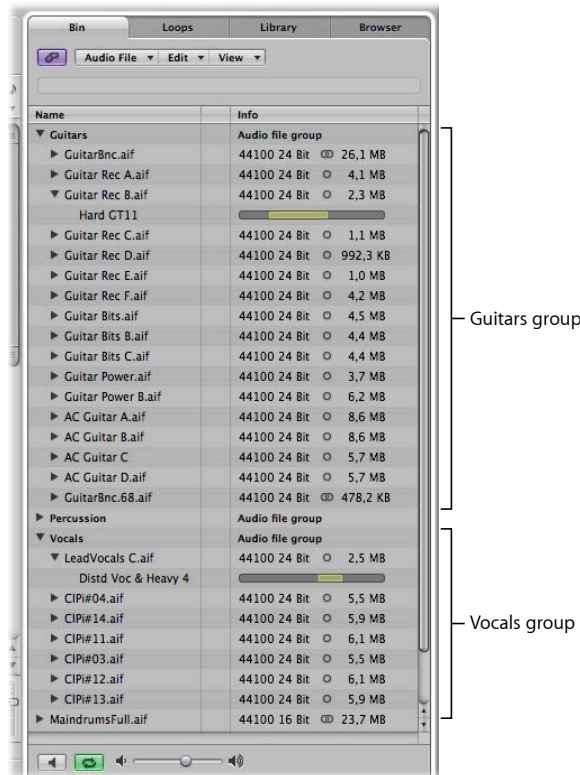 Bin Loops Library Browser
Audio File Edit View
Name Info
Guitars Audio file group
GuitarBnc.aif 44100 24 Bit 26,1 MB
Guitar Rec A.aif 44100 24 Bit 4,1 MB
Guitar Rec B.aif 44100 24 Bit 2,3 MB
Hard GT11
Guitar Rec C.aif 44100 24 Bit 1,1 MB
Guitar Rec D.aif 44100 24 Bit 992,3 KB
Guitar Rec E.aif 44100 24 Bit 1,0 MB
Guitar Rec F.aif 44100 24 Bit 4,2 MB
Guitar Bits.aif 44100 24 Bit 4,5 MB
Guitar Bits B.aif 44100 24 Bit 4,4 MB
Guitar Bits C.aif 44100 24 Bit 4,4 MB
Guitar Power.aif 44100 24 Bit 3,7 MB
Guitar Power B.aif 44100 24 Bit 6,2 MB
AC Guitar A.aif 44100 24 Bit 8,6 MB
AC Guitar B.aif 44100 24 Bit 8,6 MB
AC Guitar C 44100 24 Bit 5,7 MB
AC Guitar D.aif 44100 24 Bit 5,7 MB
GuitarBnc.68.aif 44100 24 Bit 478,2 KB
Guitars group
Percussion Audio file group
Vocals Audio file group
LeadVocals C.aif 44100 24 Bit 2,5 MB
Distd Voc & Heavy 4
CIPi#04.aif 44100 24 Bit 5,5 MB
CIPi#14.aif 44100 24 Bit 5,9 MB
CIPi#11.aif 44100 24 Bit 6,1 MB
CIPi#03.aif 44100 24 Bit 5,5 MB
CIPi#12.aif 44100 24 Bit 6,1 MB
CIPi#13.aif 44100 24 Bit 5,9 MB
Vocals group
MaindrumsFull.aif 44100 16 Bit 23,7 MB